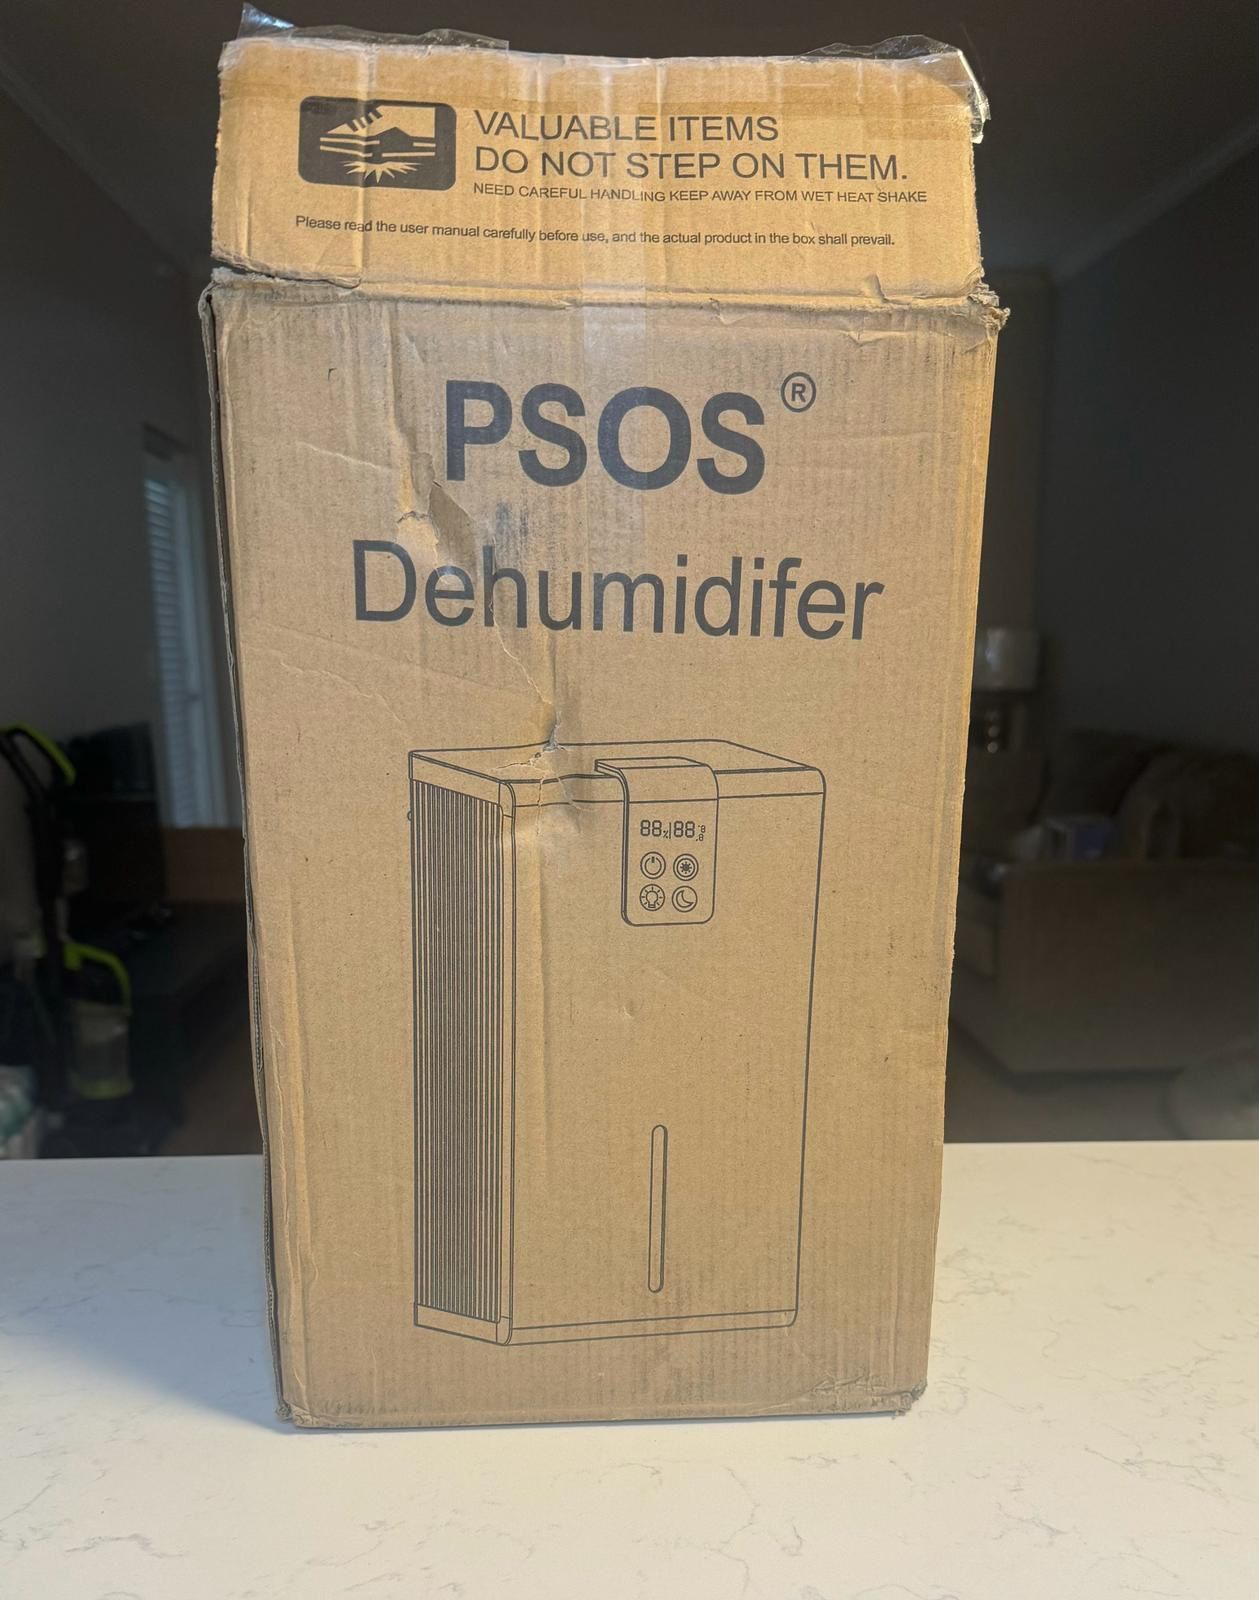 VALUABLE ITEMS
DO NOT STEP ON THEM.
NEED CAREFUL HANDLING KEEP AWAY FROM WET HEAT SHAKE
Please read the user manual carefully before use, and the actual product in the box shall prevail.
PSOS®
Dehumidifer
88%|88